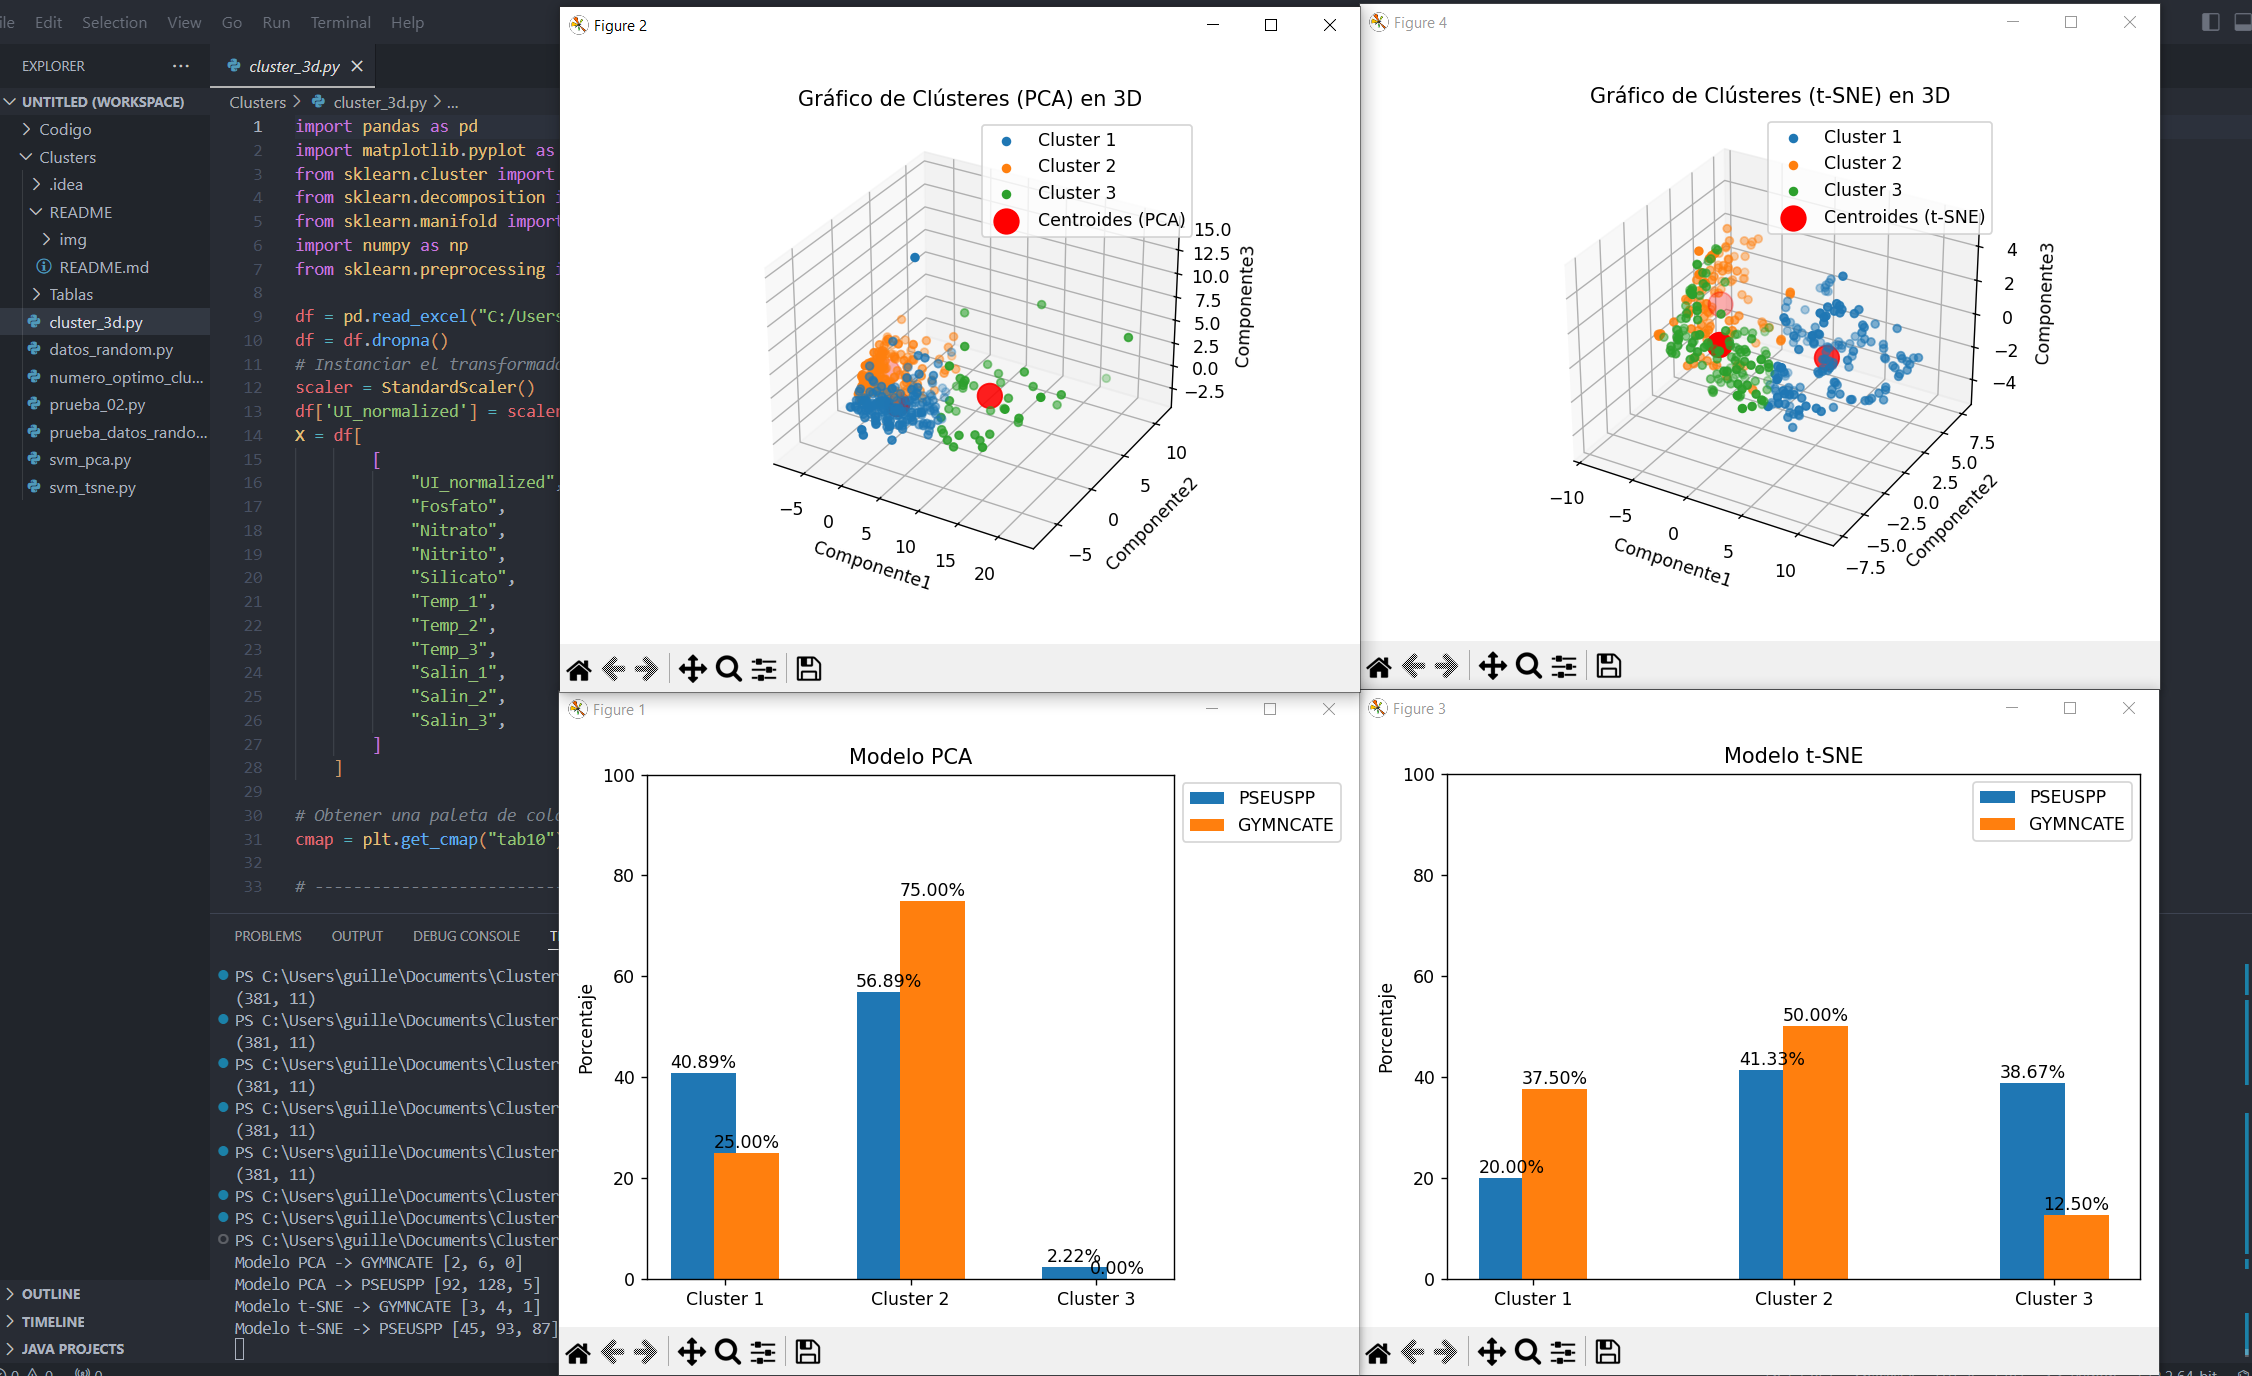 Edit Selection View Go Run Terminal Help
EXPLORER
UNTITLED (WORKSPACE)
Codigo
Clusters
.idea
README
img
README.md
Tablas
cluster_3d.py
datos_random.py
numero_optimo_clu...
prueba_02.py
prueba_datos_rando...
svm_pca.py
svm_tsne.py
OUTLINE
TIMELINE
JAVA PROJECTS
cluster_3d.py
Clusters > cluster_3d.py > ...
1 import pandas as pd
2 import matplotlib.pyplot as
3 from sklearn.cluster import
4 from sklearn.decomposition
5 from sklearn.manifold import
6 import numpy as np
7 from sklearn.preprocessing
8
9 df = pd.read_excel("C:/Users
10 df = df.dropna()
11 # Instanciar el transformado
12 scaler = StandardScaler()
13 df['UI_normalized'] = scaler
14 X = df[
15 [
16 "UI_normalized",
17 "Fosfato",
18 "Nitrato",
19 "Nitrito",
20 "Silicato",
21 "Temp_1",
22 "Temp_2",
23 "Temp_3",
24 "Salin_1",
25 "Salin_2",
26 "Salin_3",
27 ]
28 ]
29
30 # Obtener una paleta de colo
31 cmap = plt.get_cmap("tab10")
32
33 # --------------------------
PROBLEMS OUTPUT DEBUG CONSOLE T
PS C:\Users\guille\Documents\Cluster
(381, 11)
PS C:\Users\guille\Documents\Cluster
(381, 11)
PS C:\Users\guille\Documents\Cluster
(381, 11)
PS C:\Users\guille\Documents\Cluster
(381, 11)
PS C:\Users\guille\Documents\Cluster
(381, 11)
PS C:\Users\guille\Documents\Cluster
PS C:\Users\guille\Documents\Cluster
PS C:\Users\guille\Documents\Cluster
Modelo PCA -> GYMNCATE [2, 6, 0]
Modelo PCA -> PSEUSPP [92, 128, 5]
Modelo t-SNE -> GYMNCATE [3, 4, 1]
Modelo t-SNE -> PSEUSPP [45, 93, 87]
Figure 2
Gráfico de Clústeres (PCA) en 3D
Cluster 1
Cluster 2
Cluster 3
Centroides (PCA)
15.0
12.5
10.0
7.5
5.0
2.5
0.0
−2.5
Componente3
10
5
0
−5
Componente2
−5 0 5 10 15 20
Componente1
Figure 4
Gráfico de Clústeres (t-SNE) en 3D
Cluster 1
Cluster 2
Cluster 3
Centroides (t-SNE)
4
2
0
−2
−4
Componente3
7.5
5.0
2.5
0.0
−2.5
−5.0
−7.5
Componente2
−10 −5 0 5 10
Componente1
Figure 1
Modelo PCA
PSEUSPP
GYMNCATE
100
80
60
40
20
0
Porcentaje
40.89%
25.00%
56.89%
75.00%
2.22%
0.00%
Cluster 1 Cluster 2 Cluster 3
Figure 3
Modelo t-SNE
PSEUSPP
GYMNCATE
100
80
60
40
20
0
Porcentaje
20.00%
37.50%
41.33%
50.00%
38.67%
12.50%
Cluster 1 Cluster 2 Cluster 3